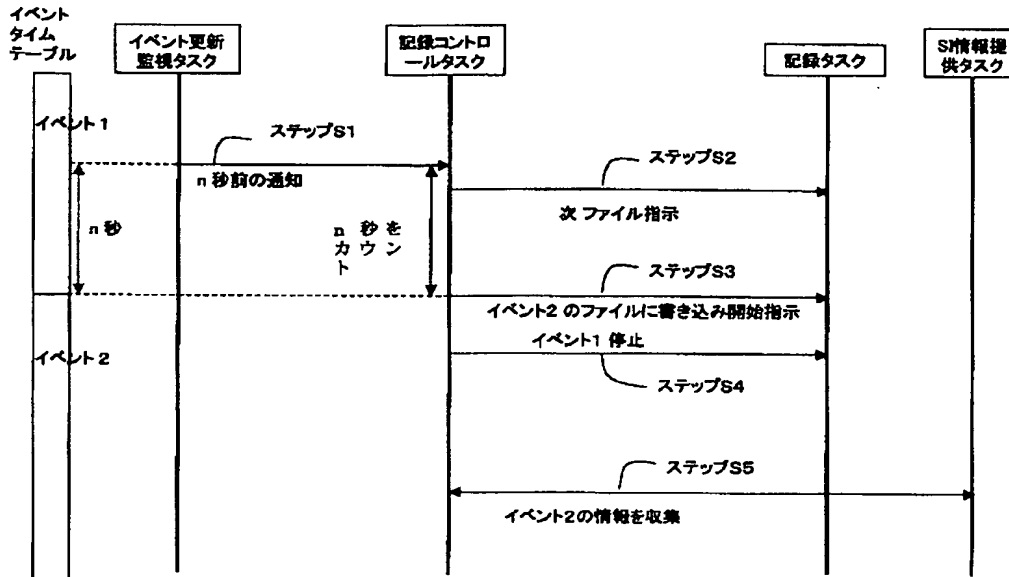 イベント
タイム
テーブル
イベント更新
監視タスク
記録コントロ
ールタスク
記録タスク
SI情報提
供タスク
イベント1
ステップS1
n秒前の通知
ステップS2
次 ファイル指示
n秒
n 秒 を
カ ウ ン
ト
ステップS3
イベント2 のファイルに書き込み開始指示
イベント1 停止
イベント2
ステップS4
ステップS5
イベント2の情報を収集